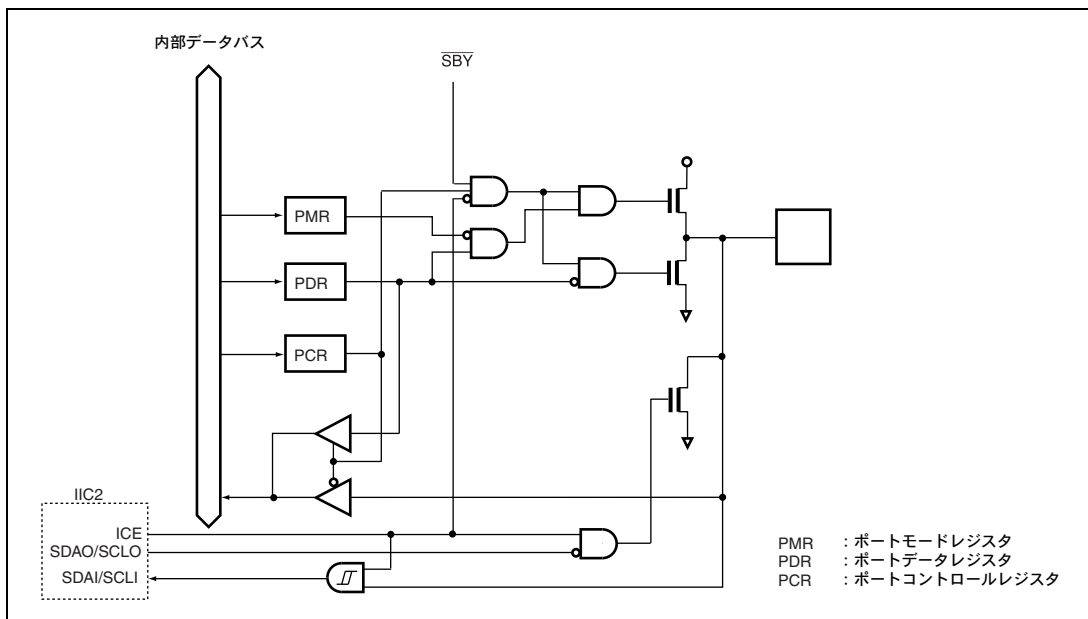 内部データバス
SBY
PMR
PDR
PCR
IIC2
ICE
SDAO/SCLO
SDAI/SCLI
PMR :ポートモードレジスタ
PDR :ポートデータレジスタ
PCR :ポートコントロールレジスタ